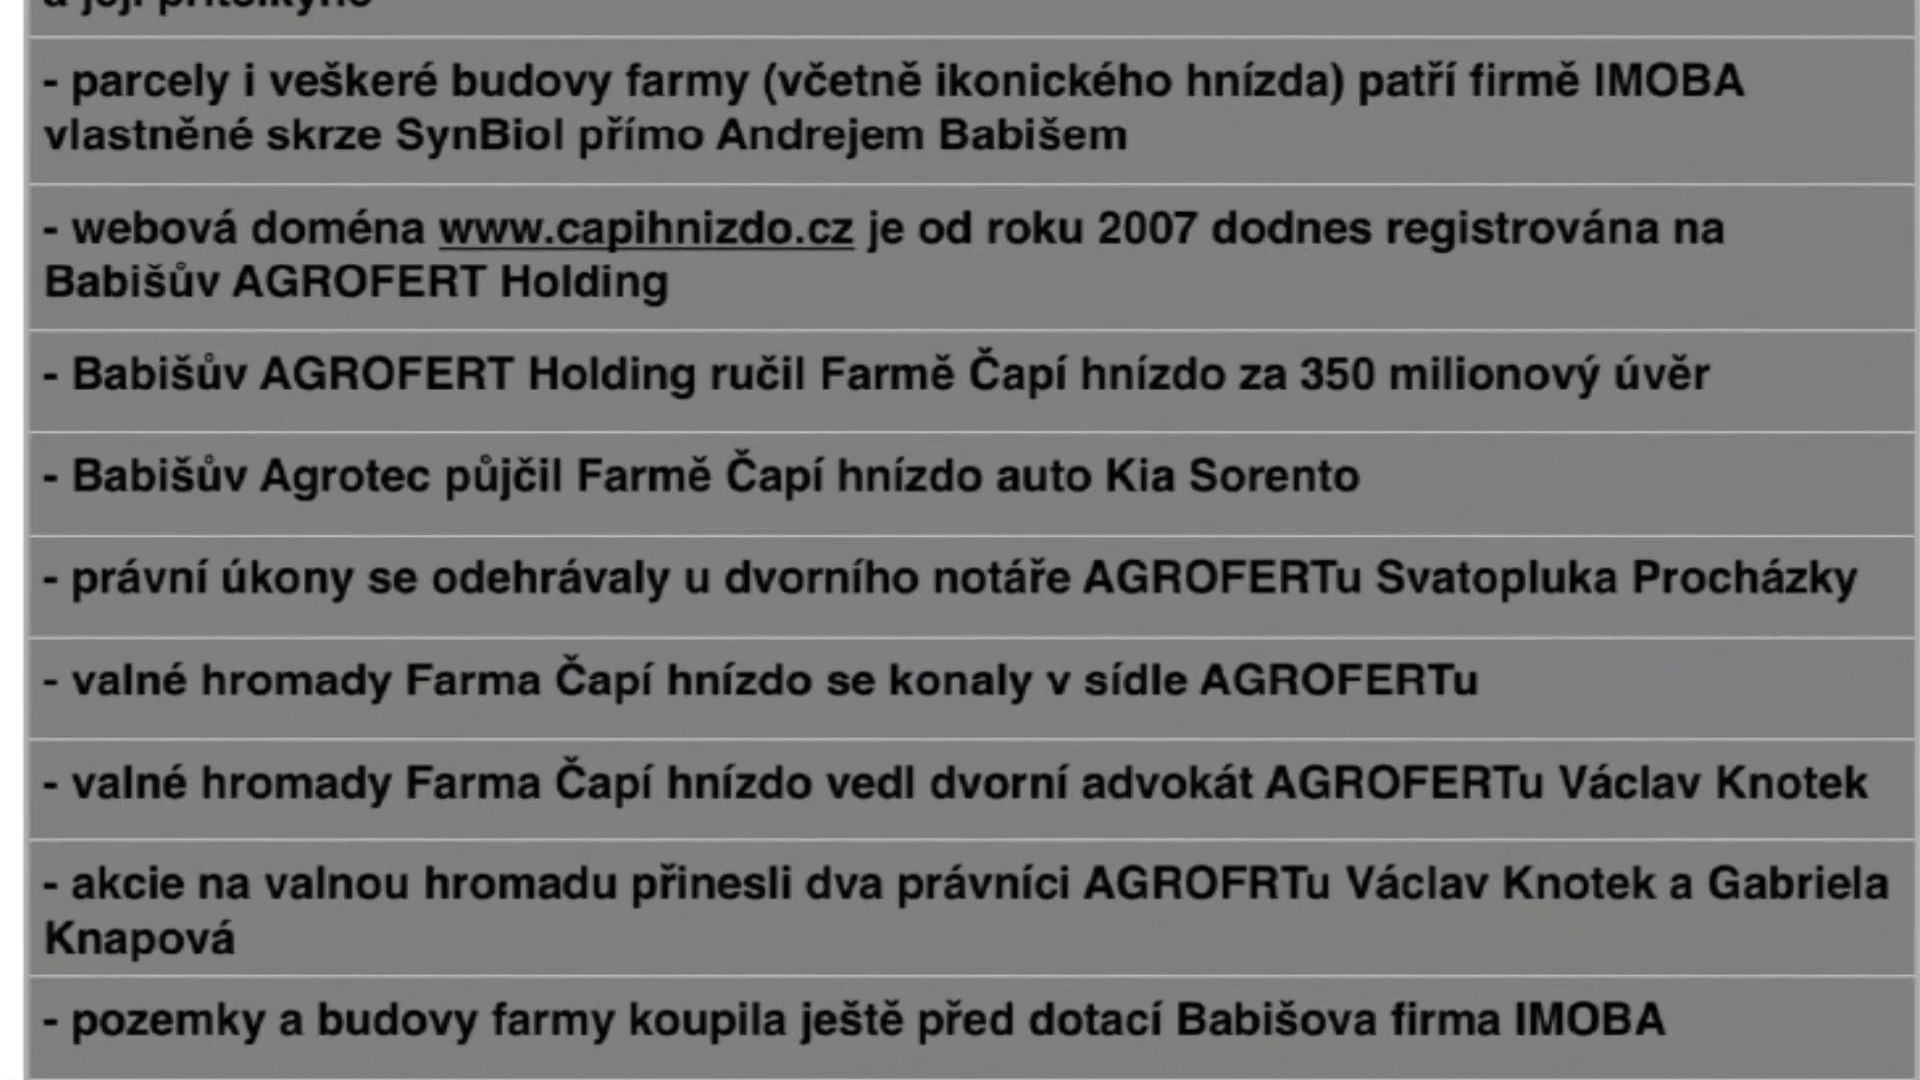 - parcely i veškeré budovy farmy (včetně ikonického hnízda) patří firmě IMOBA
vlastněné skrze SynBiol přímo Andrejem Babišem
- webová doména www.capihnizdo.cz je od roku 2007 dodnes registrována na
Babišův AGROFERT Holding
- Babišův AGROFERT Holding ručil Farmě Čapí hnízdo za 350 milionový úvěr
- Babišův Agrotec půjčil Farmě Čapí hnízdo auto Kia Sorento
- právní úkony se odehrávaly u dvorního notáře AGROFERTu Svatopluka Procházky
- valné hromady Farma Čapí hnízdo se konaly v sídle AGROFERTu
- valné hromady Farma Čapí hnízdo vedl dvorní advokát AGROFERTu Václav Knotek
- akcie na valnou hromadu přinesli dva právníci AGROFRTu Václav Knotek a Gabriela
Knapová
- pozemky a budovy farmy koupila ještě před dotací Babišova firma IMOBA